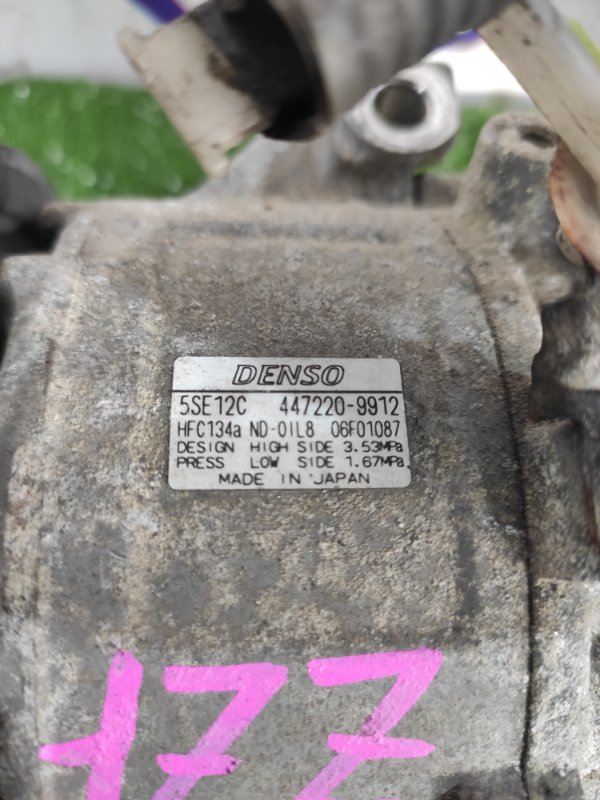 DENSO
5SE12C 447220-9912
HFC134a ND-OIL8 06F01087
DESIGN HIGH SIDE 3.53MPa
PRESS LOW SIDE 1.67MPa
MADE IN JAPAN
177